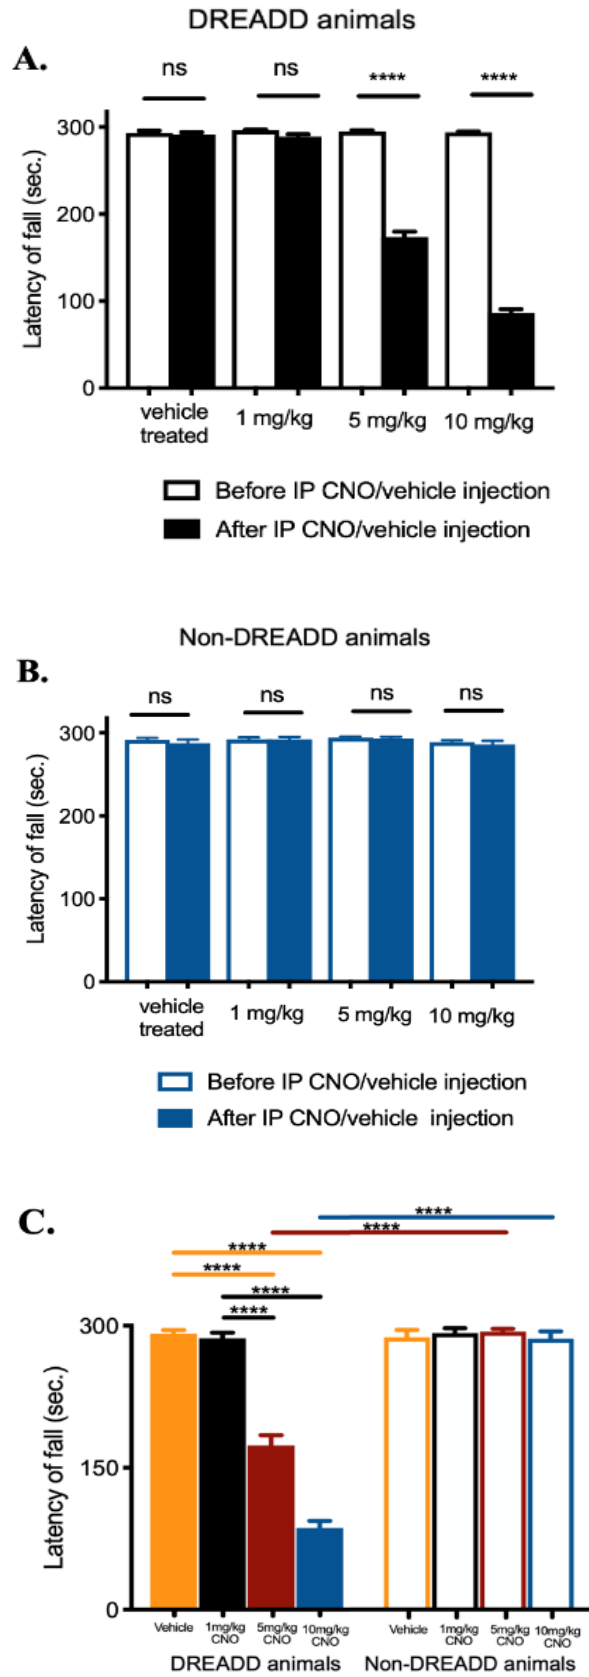 DREADD animals
A.
ns ns **** ****
Latency of fall (sec.)
300
200
100
0
vehicle treated 1 mg/kg 5 mg/kg 10 mg/kg
Before IP CNO/vehicle injection
After IP CNO/vehicle injection
Non-DREADD animals
B.
ns ns ns ns
Latency of fall (sec.)
300
200
100
0
vehicle treated 1 mg/kg 5 mg/kg 10 mg/kg
Before IP CNO/vehicle injection
After IP CNO/vehicle injection
C.
****
****
****
****
****
****
Latency of fall (sec.)
300
150
0
Vehicle 1mg/kg CNO 5mg/kg CNO 10mg/kg CNO Vehicle 1mg/kg CNO 5mg/kg CNO 10mg/kg CNO
DREADD animals Non-DREADD animals